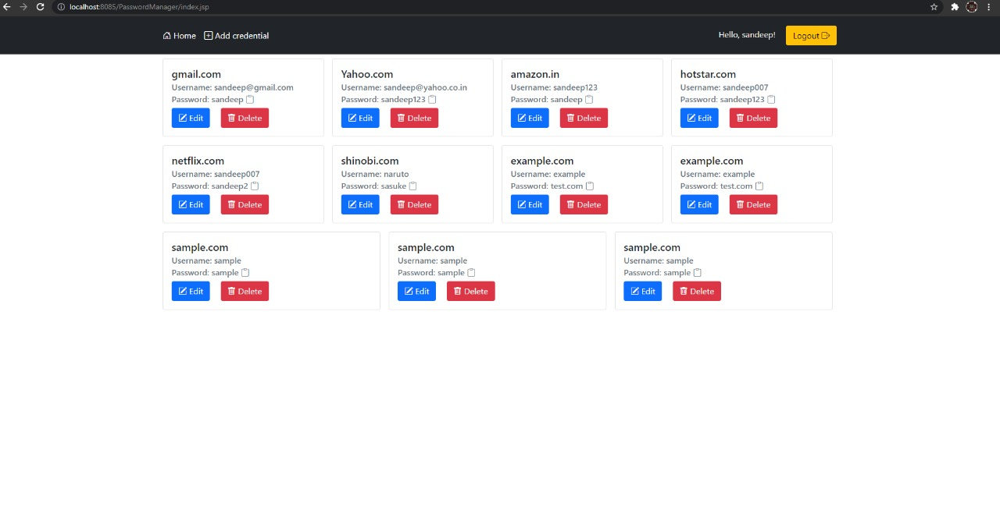 localhost:8085/PasswordManager/index.jsp
Home Add credential Hello, sandeep! Logout
gmail.com
Username: sandeep@gmail.com
Password: sandeep
Edit Delete
Yahoo.com
Username: sandeep@yahoo.co.in
Password: sandeep123
Edit Delete
amazon.in
Username: sandeep123
Password: sandeep
Edit Delete
hotstar.com
Username: sandeep007
Password: sandeep123
Edit Delete
netflix.com
Username: sandeep007
Password: sandeep2
Edit Delete
shinobi.com
Username: naruto
Password: sasuke
Edit Delete
example.com
Username: example
Password: test.com
Edit Delete
example.com
Username: example
Password: test.com
Edit Delete
sample.com
Username: sample
Password: sample
Edit Delete
sample.com
Username: sample
Password: sample
Edit Delete
sample.com
Username: sample
Password: sample
Edit Delete